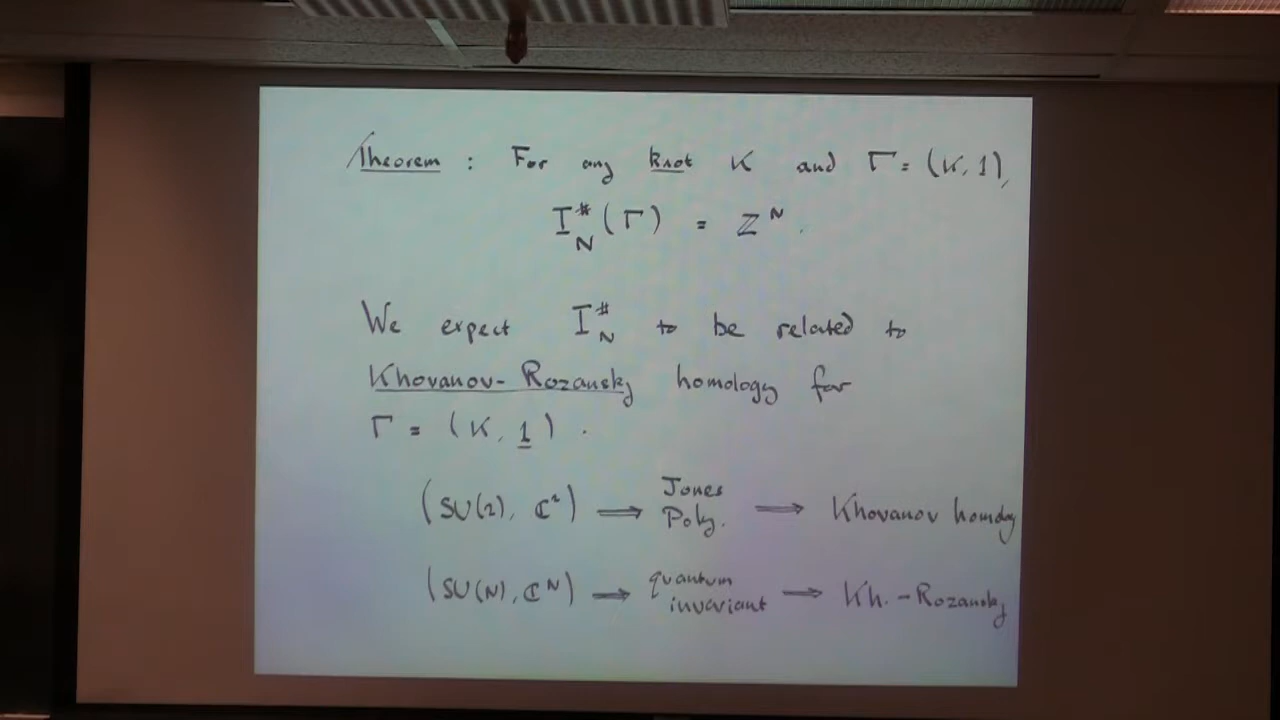 Theorem : For any knot K and Γ = (K, 1),
I^#_N (Γ) = ℤ^N.
We expect I^#_N to be related to
Khovanov-Rozansky homology for
Γ = (K, 1).
(SU(2), ℂ²) ⟹ Jones Poly. ⟹ Khovanov homology
(SU(N), ℂ^N) ⟹ quantum invariant ⟹ Kh.-Rozansky